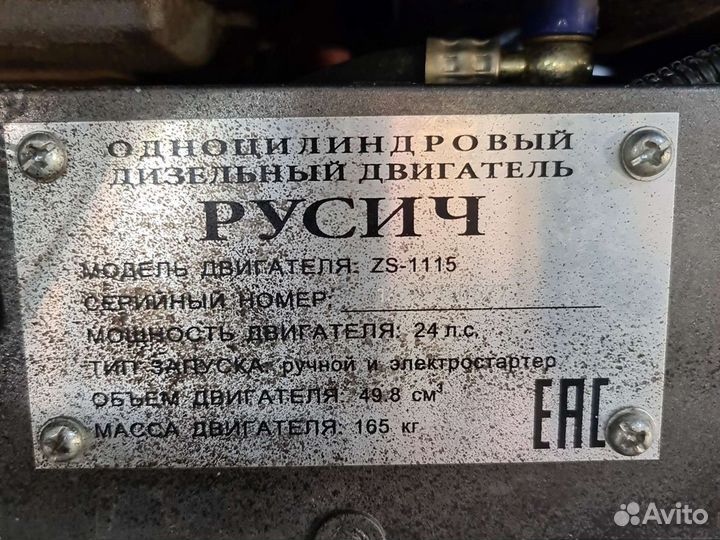 ОДНОЦИЛИНДРОВЫЙ
ДИЗЕЛЬНЫЙ ДВИГАТЕЛЬ
РУСИЧ
МОДЕЛЬ ДВИГАТЕЛЯ: ZS-1115
СЕРИЙНЫЙ НОМЕР
МОЩНОСТЬ ДВИГАТЕЛЯ: 24 л.с.
ТИП ЗАПУСКА: ручной и электростартер
ОБЪЕМ ДВИГАТЕЛЯ: 49.8 см³
МАССА ДВИГАТЕЛЯ: 165 кг
EAC
Avito